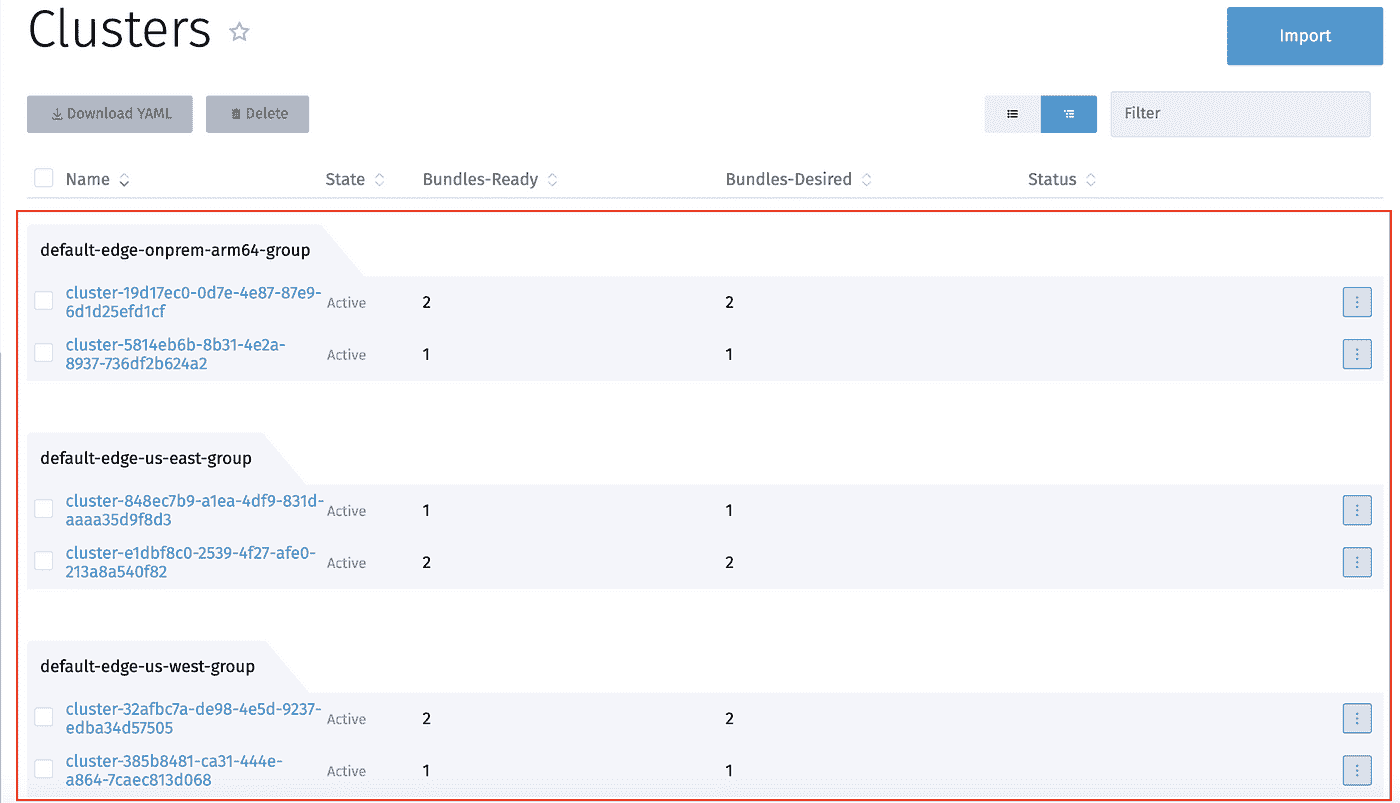 Clusters
Import
Download YAML
Delete
Filter
Name State Bundles-Ready Bundles-Desired Status
default-edge-onprem-arm64-group
cluster-19d17ec0-0d7e-4e87-87e9-
6d1d25efd1cf
Active 2 2
cluster-5814eb6b-8b31-4e2a-
8937-736df2b624a2
Active 1 1
default-edge-us-east-group
cluster-848ec7b9-a1ea-4df9-831d-
aaaa35d9f8d3
Active 1 1
cluster-e1dbf8c0-2539-4f27-afe0-
213a8a540f82
Active 2 2
default-edge-us-west-group
cluster-32afbc7a-de98-4e5d-9237-
edba34d57505
Active 2 2
cluster-385b8481-ca31-444e-
a864-7caec813d068
Active 1 1